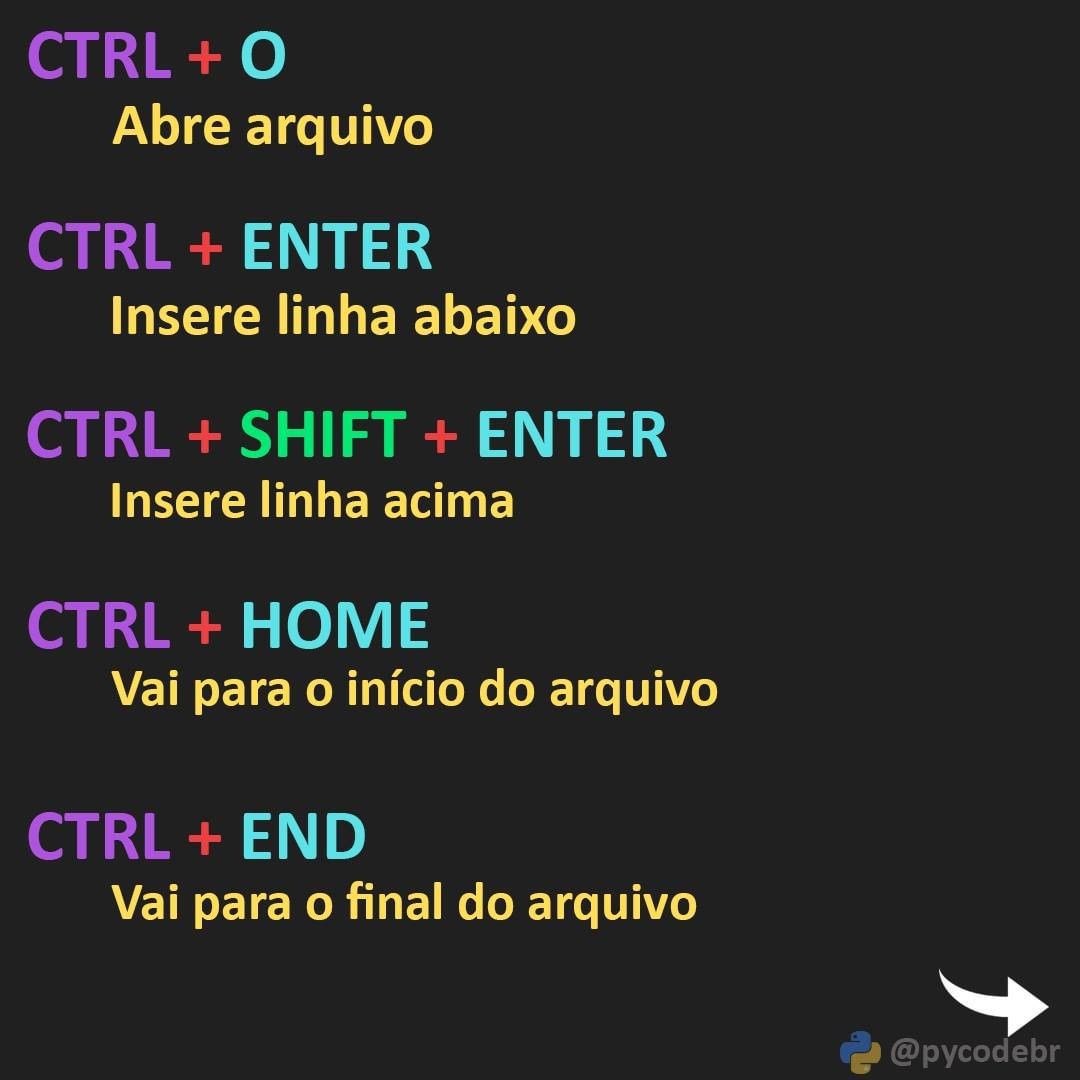 CTRL + O
Abre arquivo
CTRL + ENTER
Insere linha abaixo
CTRL + SHIFT + ENTER
Insere linha acima
CTRL + HOME
Vai para o início do arquivo
CTRL + END
Vai para o final do arquivo
@pycodebr